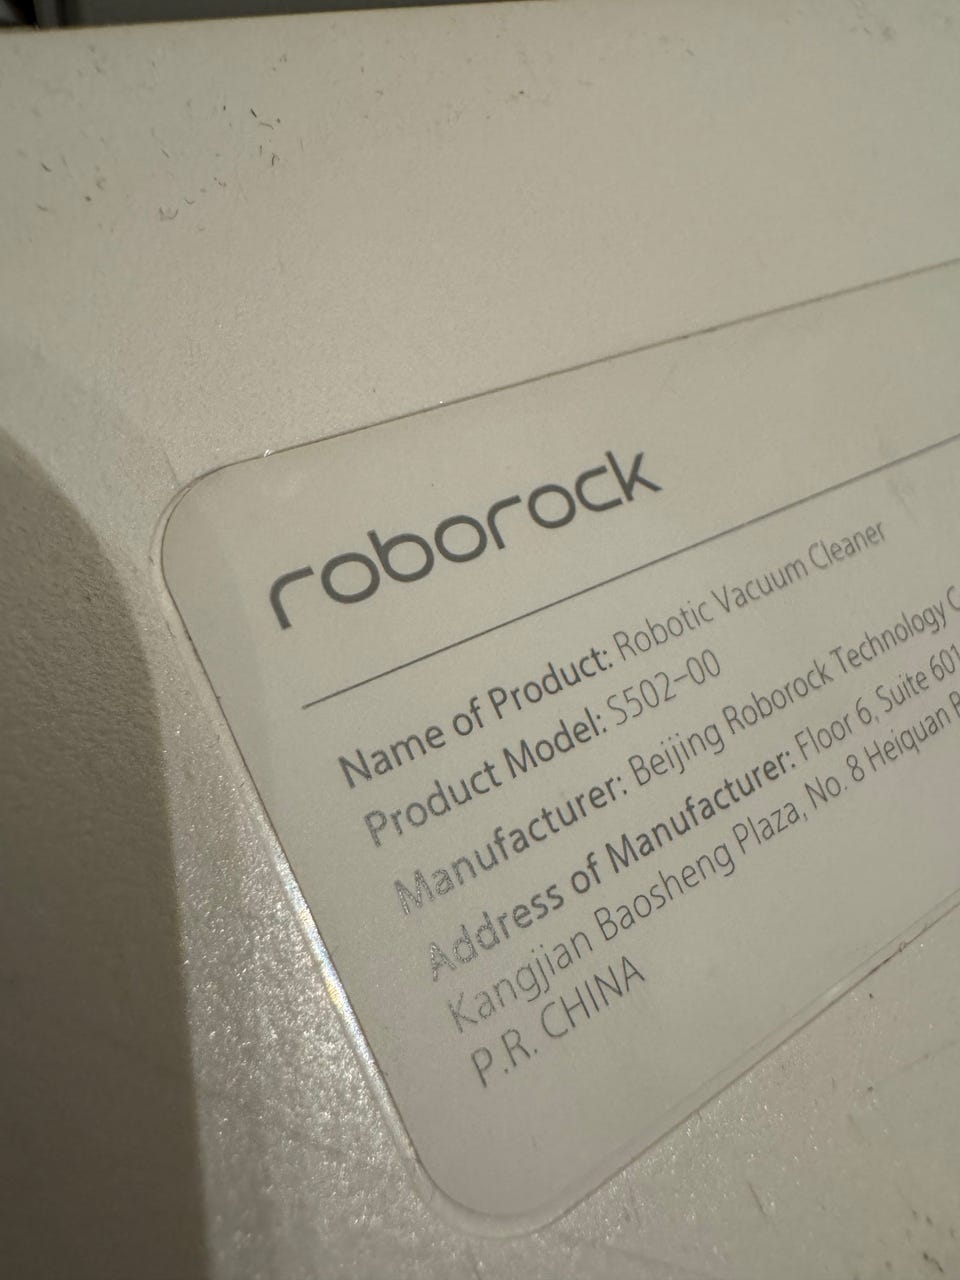 roborock
Name of Product: Robotic Vacuum Cleaner
Product Model: S502-00
Manufacturer: Beijing Roborock Technology
Address of Manufacturer: Floor 6, Suite 601
Kangjian Baosheng Plaza, No. 8 Heiquan
P.R. CHINA